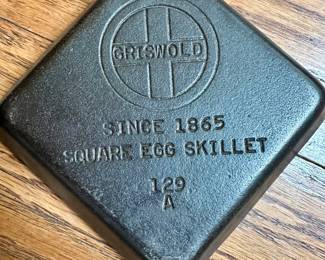 GRISWOLD
SINCE 1865
SQUARE EGG SKILLET
129
A